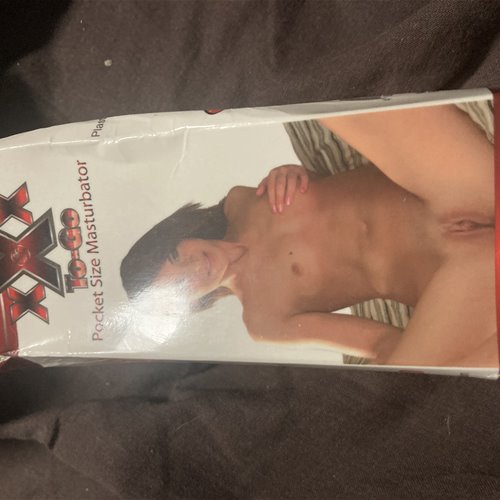 XXX
To-Go
Pocket Size Masturbator